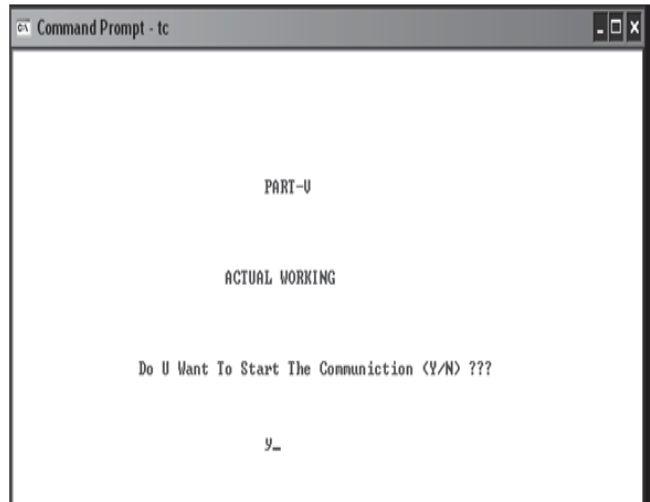 Command Prompt - tc
PART-V
ACTUAL WORKING
Do U Want To Start The Communiction (Y/N) ???
y_